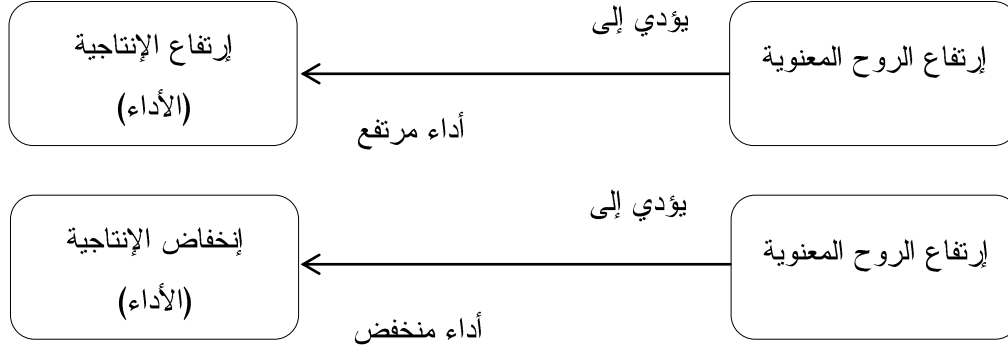 إرتفاع الروح المعنوية
يؤدي إلى
أداء مرتفع
إرتفاع الإنتاجية
(الأداء)
إرتفاع الروح المعنوية
يؤدي إلى
أداء منخفض
إنخفاض الإنتاجية
(الأداء)